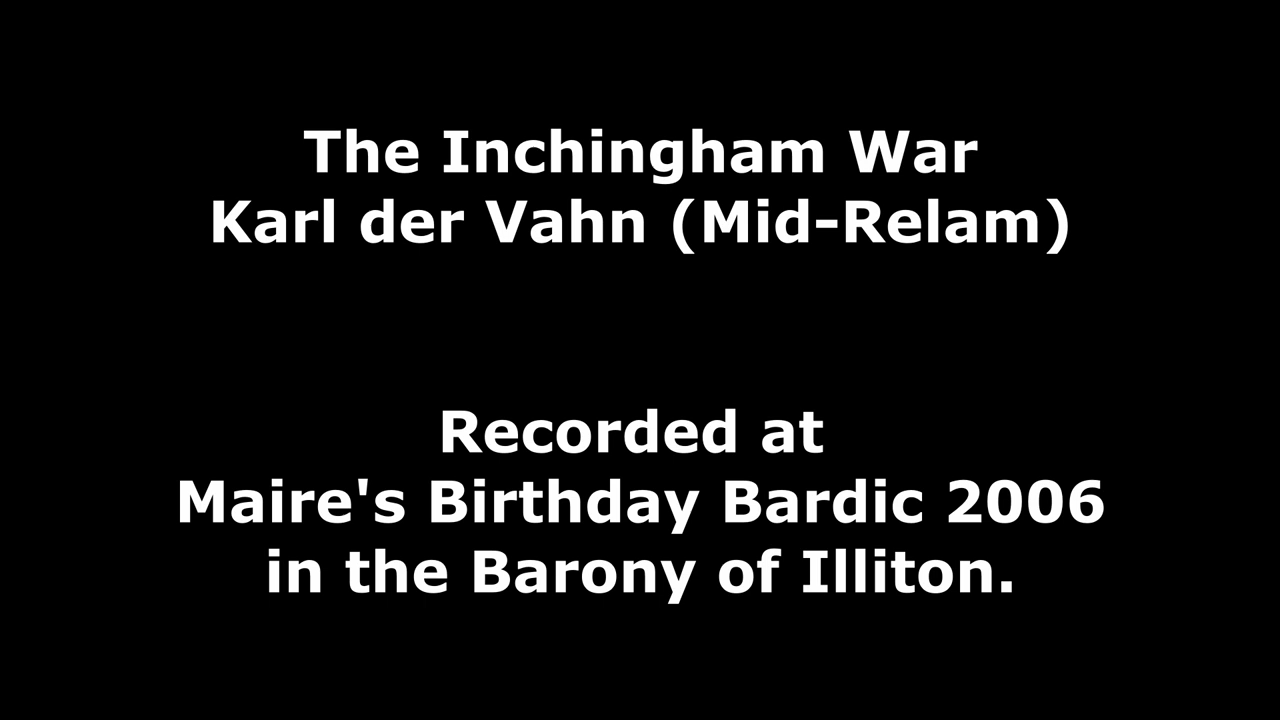 The Inchingham War
Karl der Vahn (Mid-Relam)
Recorded at
Maire's Birthday Bardic 2006
in the Barony of Illiton.